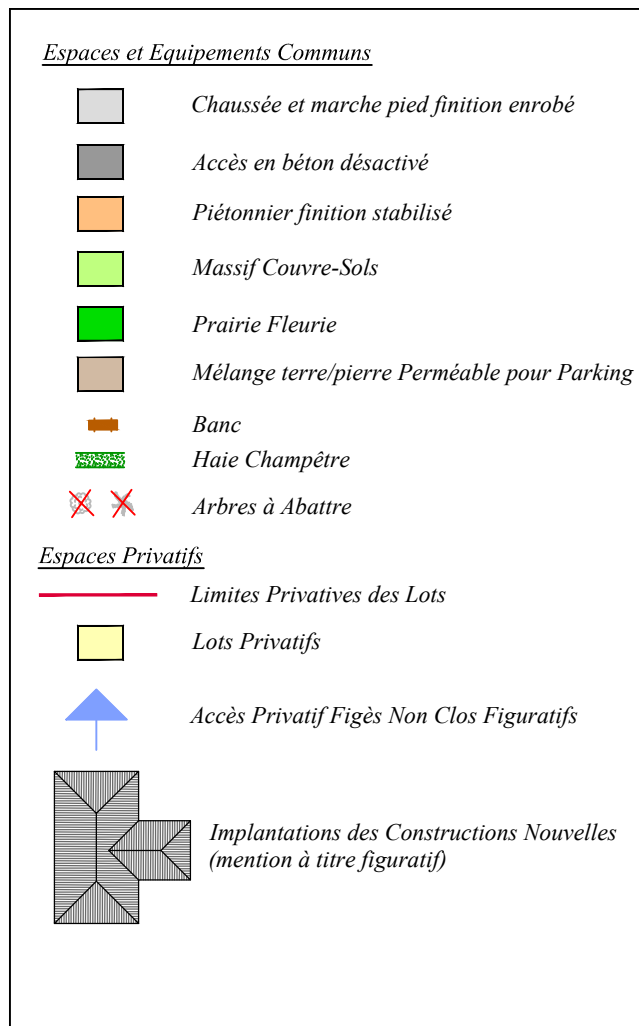 Espaces et Equipements Communs
Chaussée et marche pied finition enrobé
Accès en béton désactivé
Piétonnier finition stabilisé
Massif Couvre-Sols
Prairie Fleurie
Mélange terre/pierre Perméable pour Parking
Banc
Haie Champêtre
Arbres à Abattre
Espaces Privatifs
Limites Privatives des Lots
Lots Privatifs
Accès Privatif Figès Non Clos Figuratifs
Implantations des Constructions Nouvelles
(mention à titre figuratif)